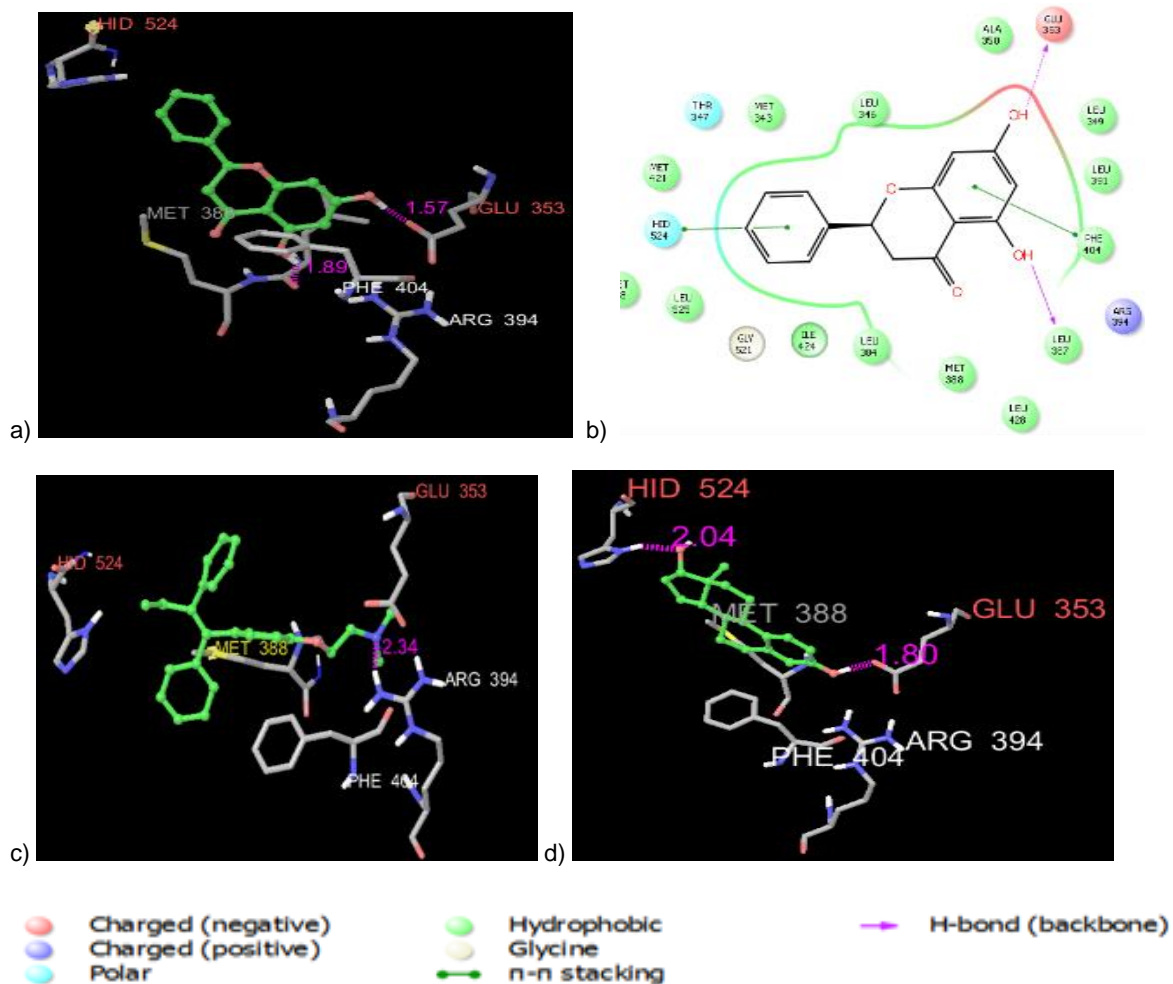 a)
HID 524
MET 38
1.57
GLU 353
1.89
PHE 404
ARG 394
b)
GLU
353
ALA
350
THR
347
MET
343
LEU
346
LEU
349
MET
421
LEU
391
HID
524
PHE
404
OH
O
OH
O
LEU
525
GLY
521
ILE
424
LEU
384
MET
388
LEU
387
ARG
394
LEU
428
c)
GLU 353
HID 524
MET 388
2.34
ARG 394
PHE 404
d)
HID 524
2.04
MET 388
GLU 353
1.80
ARG 394
PHE 404
Charged (negative)
Charged (positive)
Polar
Hydrophobic
Glycine
n-n stacking
H-bond (backbone)